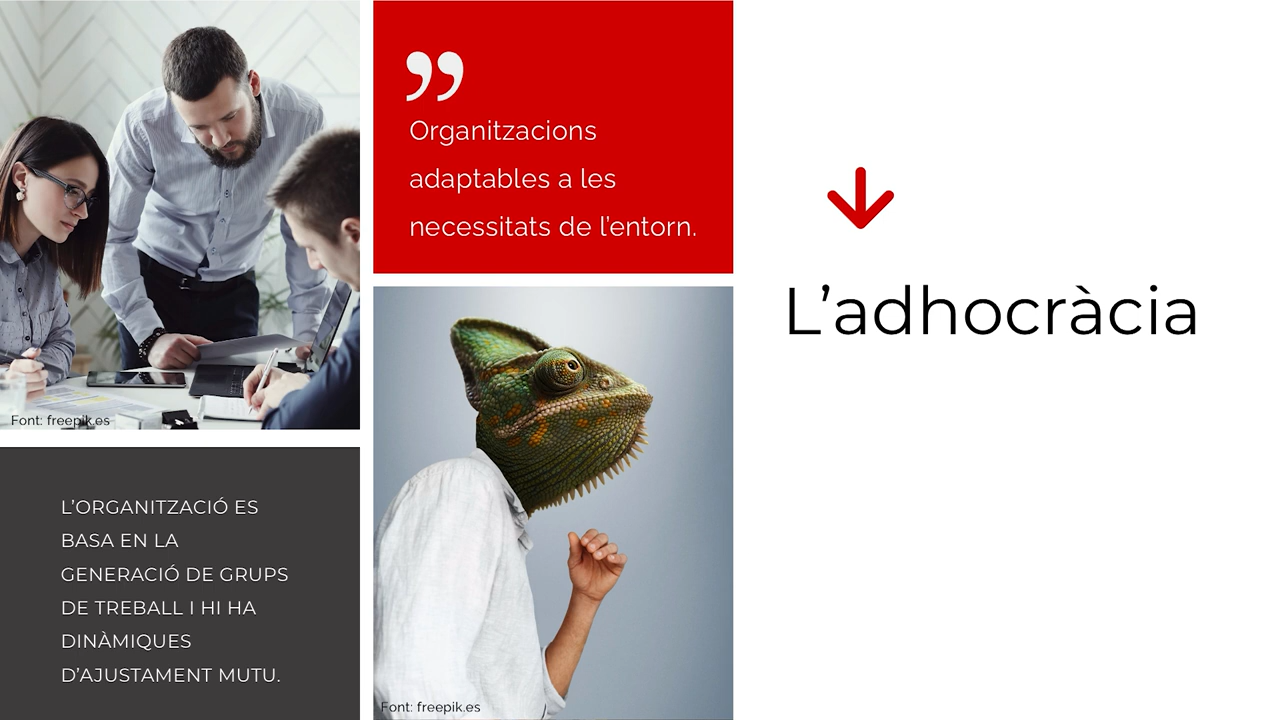 Font: freepik.es
L’ORGANITZACIÓ ES
BASA EN LA
GENERACIÓ DE GRUPS
DE TREBALL I HI HA
DINÀMIQUES
D’AJUSTAMENT MUTU.
”
Organitzacions
adaptables a les
necessitats de l’entorn.
Font: freepik.es
L’adhocràcia